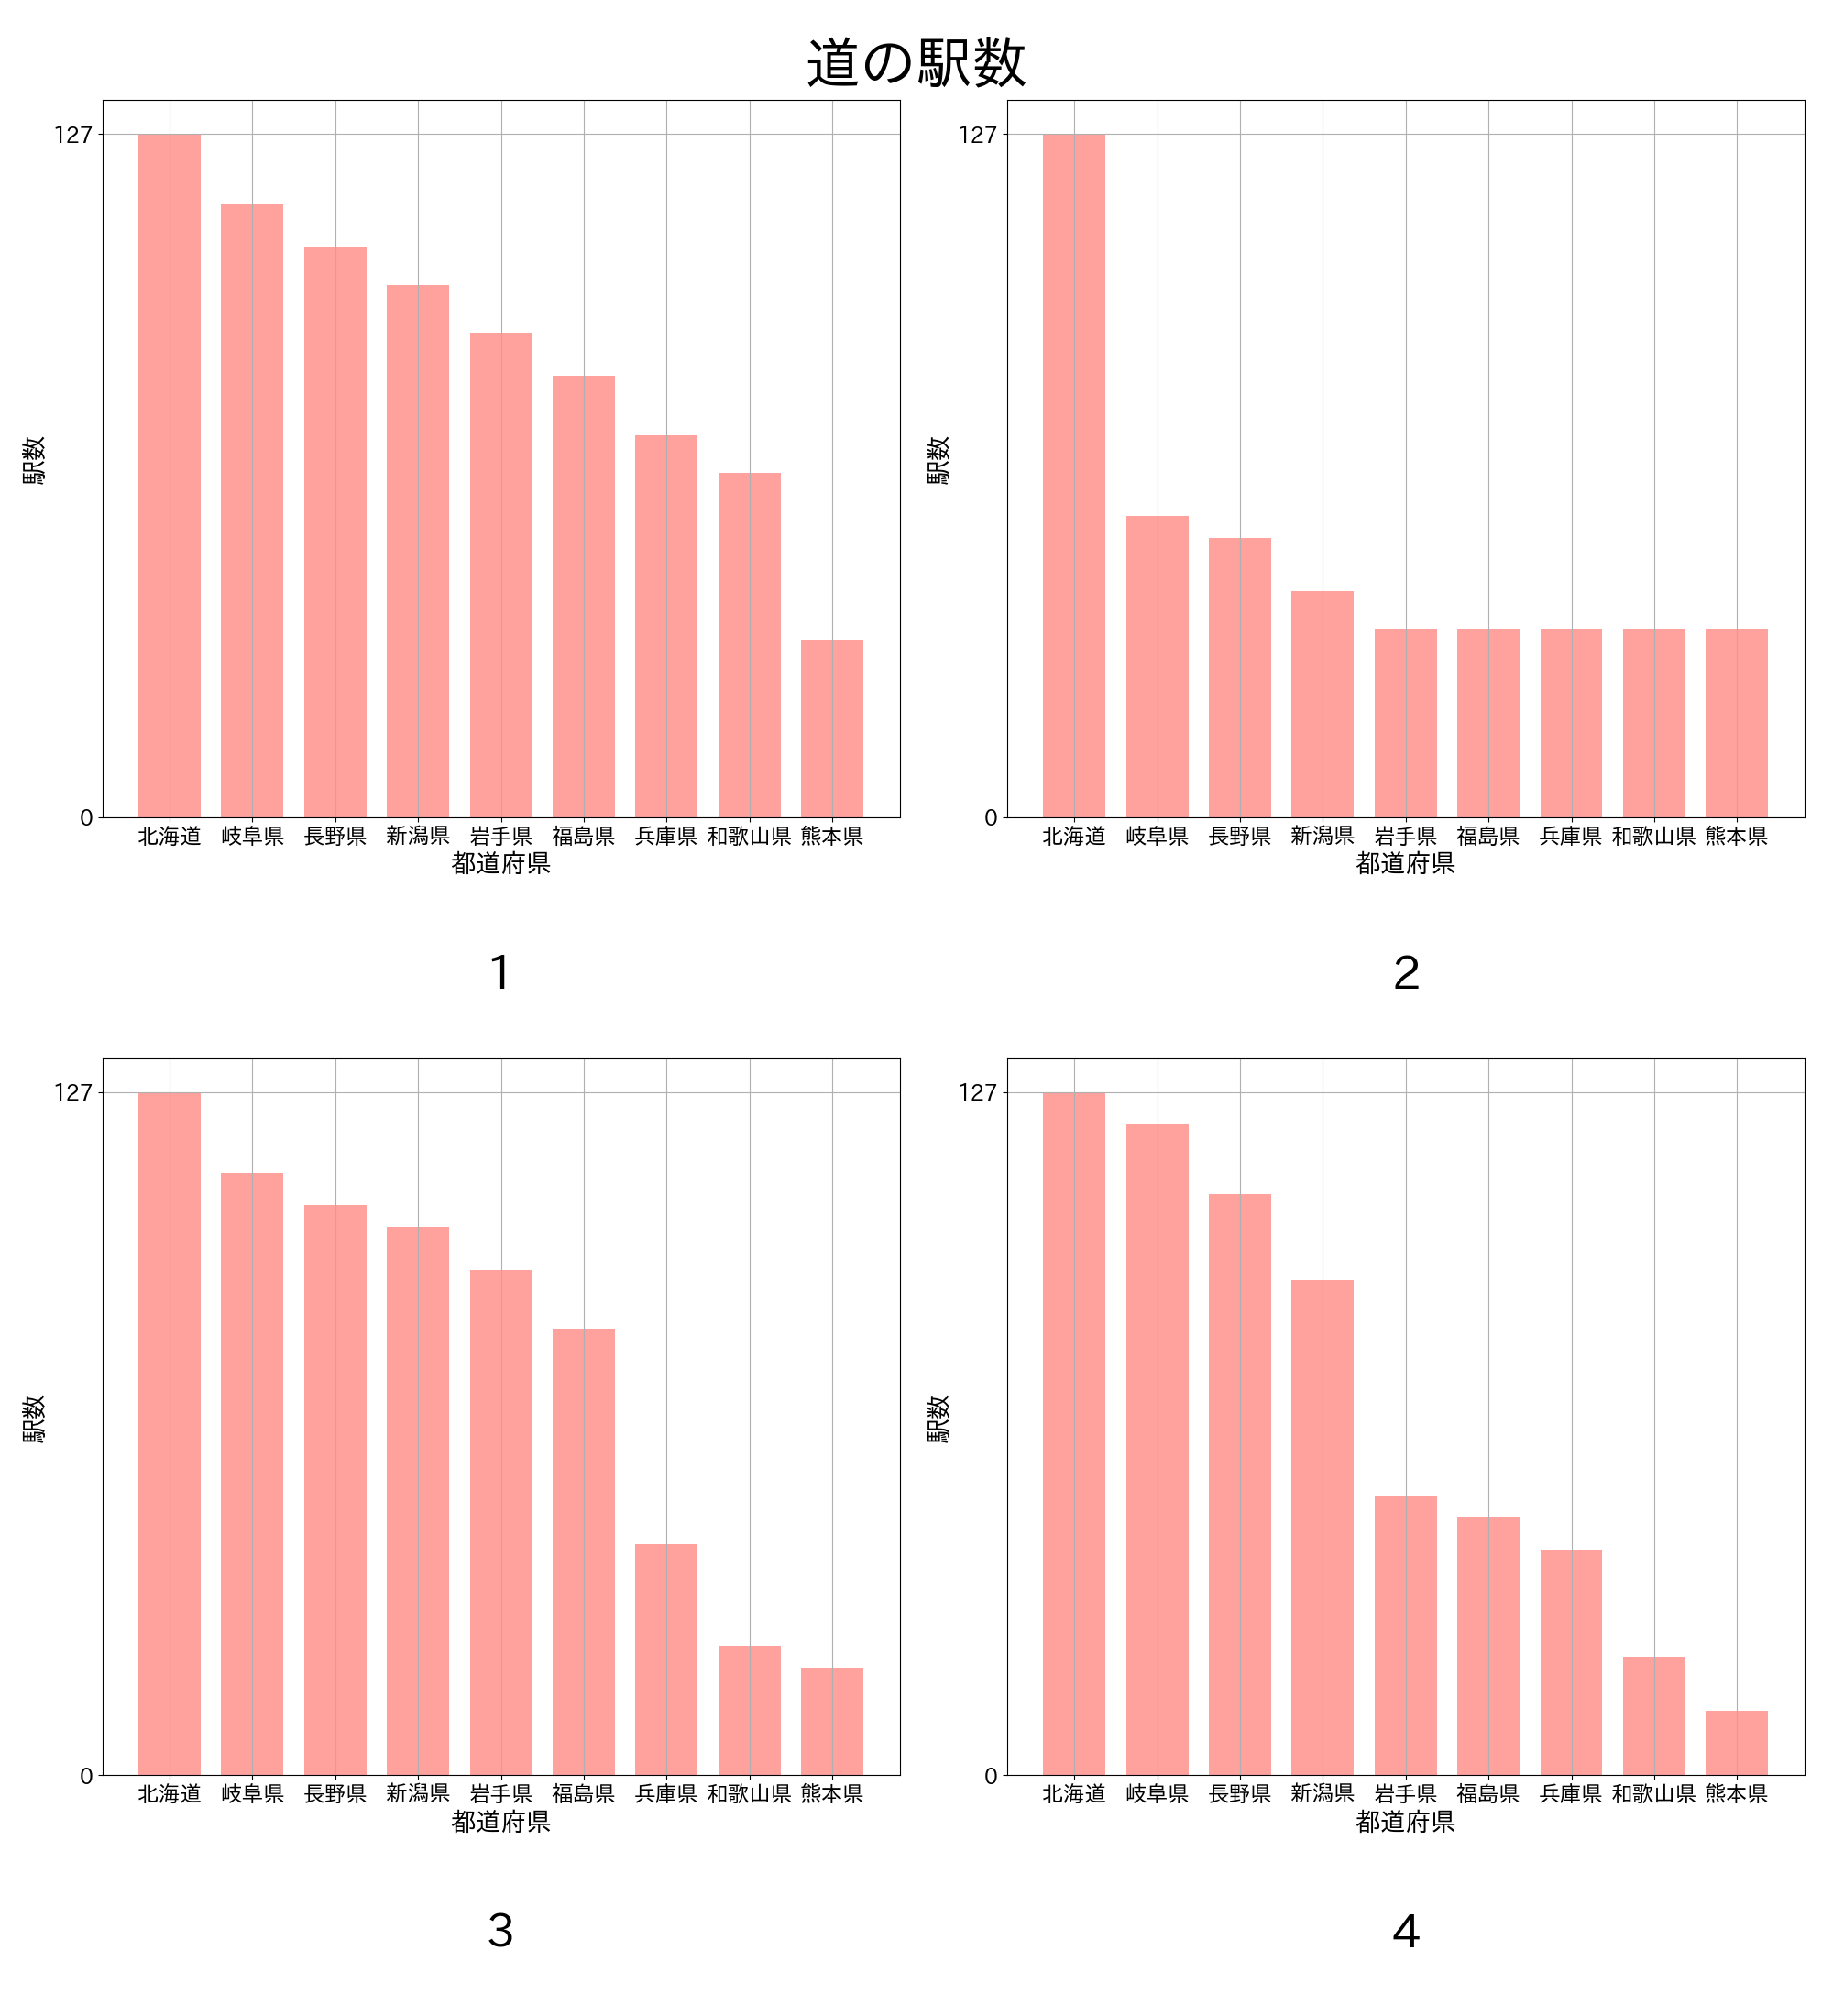 道の駅数
127
0
駅数
北海道 岐阜県 長野県 新潟県 岩手県 福島県 兵庫県 和歌山県 熊本県
都道府県
1
127
0
駅数
北海道 岐阜県 長野県 新潟県 岩手県 福島県 兵庫県 和歌山県 熊本県
都道府県
2
127
0
駅数
北海道 岐阜県 長野県 新潟県 岩手県 福島県 兵庫県 和歌山県 熊本県
都道府県
3
127
0
駅数
北海道 岐阜県 長野県 新潟県 岩手県 福島県 兵庫県 和歌山県 熊本県
都道府県
4